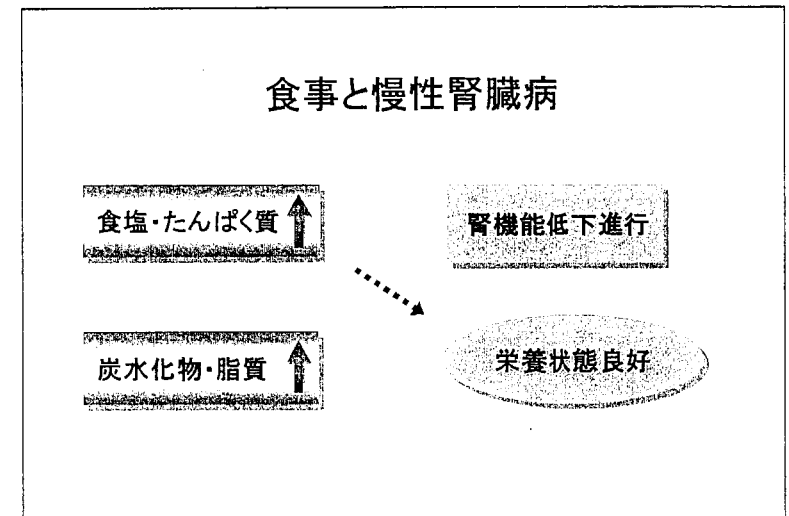 食事と慢性腎臓病
食塩・たんぱく質
腎機能低下進行
炭水化物・脂質
栄養状態良好